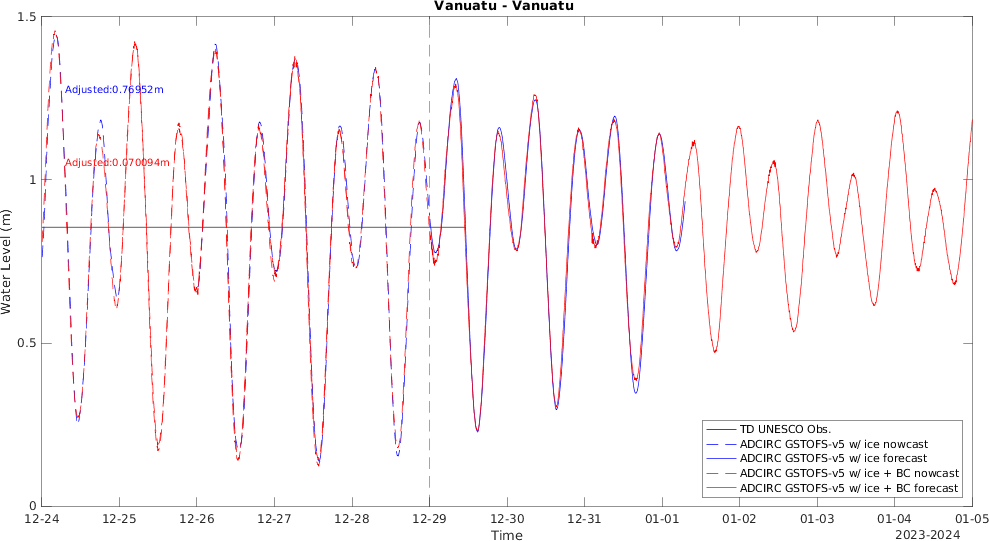 Vanuatu - Vanuatu
1.5
Adjusted:0.76952m
Adjusted:0.070094m
1
Water Level (m)
0.5
TD UNESCO Obs.
ADCIRC GSTOFS-v5 w/ ice nowcast
ADCIRC GSTOFS-v5 w/ ice forecast
ADCIRC GSTOFS-v5 w/ ice + BC nowcast
ADCIRC GSTOFS-v5 w/ ice + BC forecast
0
12-24 12-25 12-26 12-27 12-28 12-29 12-30 12-31 01-01 01-02 01-03 01-04 01-05
Time
2023-2024